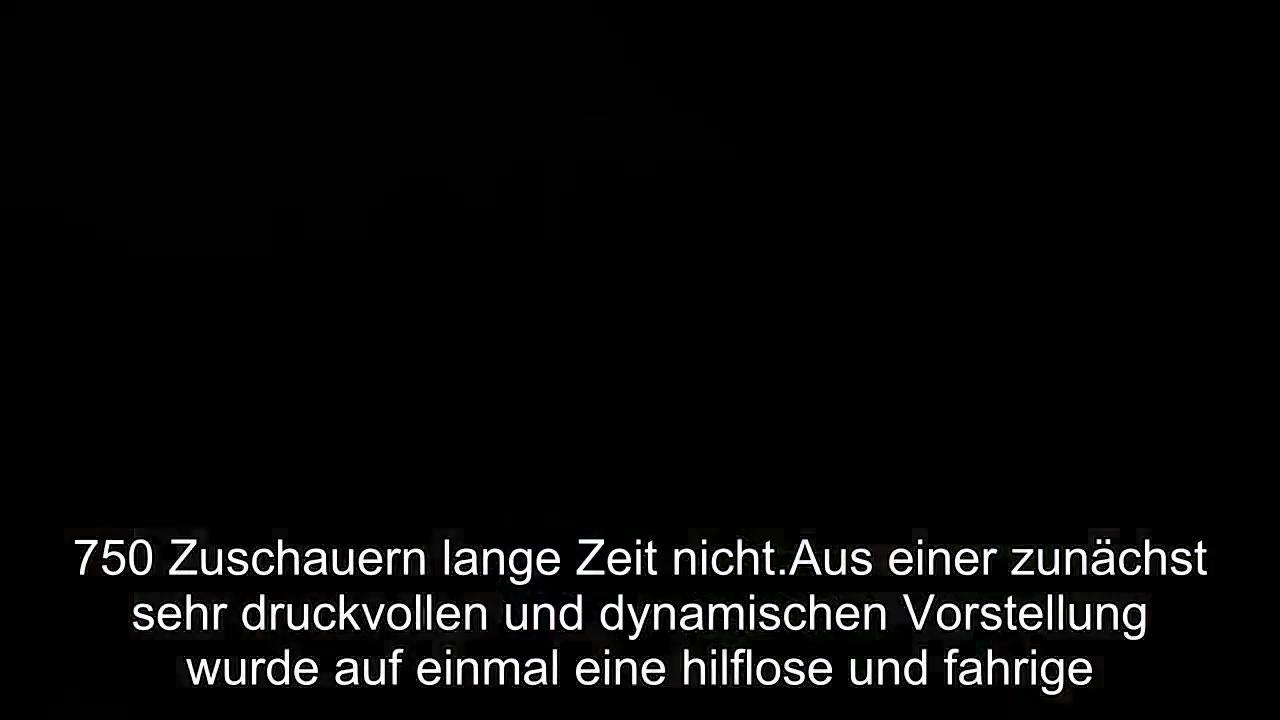 750 Zuschauern lange Zeit nicht.Aus einer zunächst
sehr druckvollen und dynamischen Vorstellung
wurde auf einmal eine hilflose und fahrige